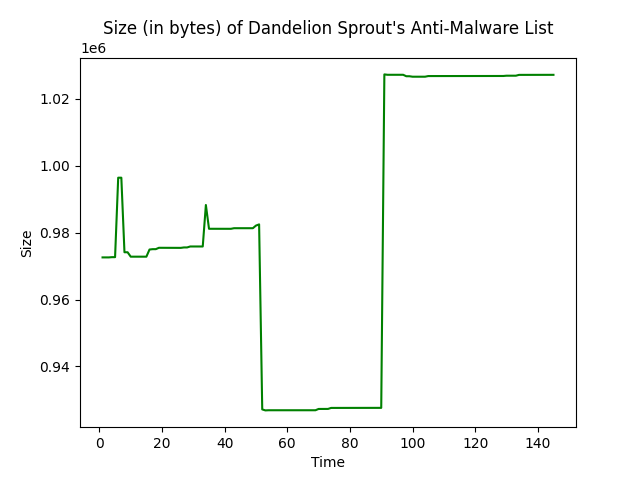 Size (in bytes) of Dandelion Sprout's Anti-Malware List
1e6
1.02
1.00
0.98
0.96
0.94
Size
0 20 40 60 80 100 120 140
Time